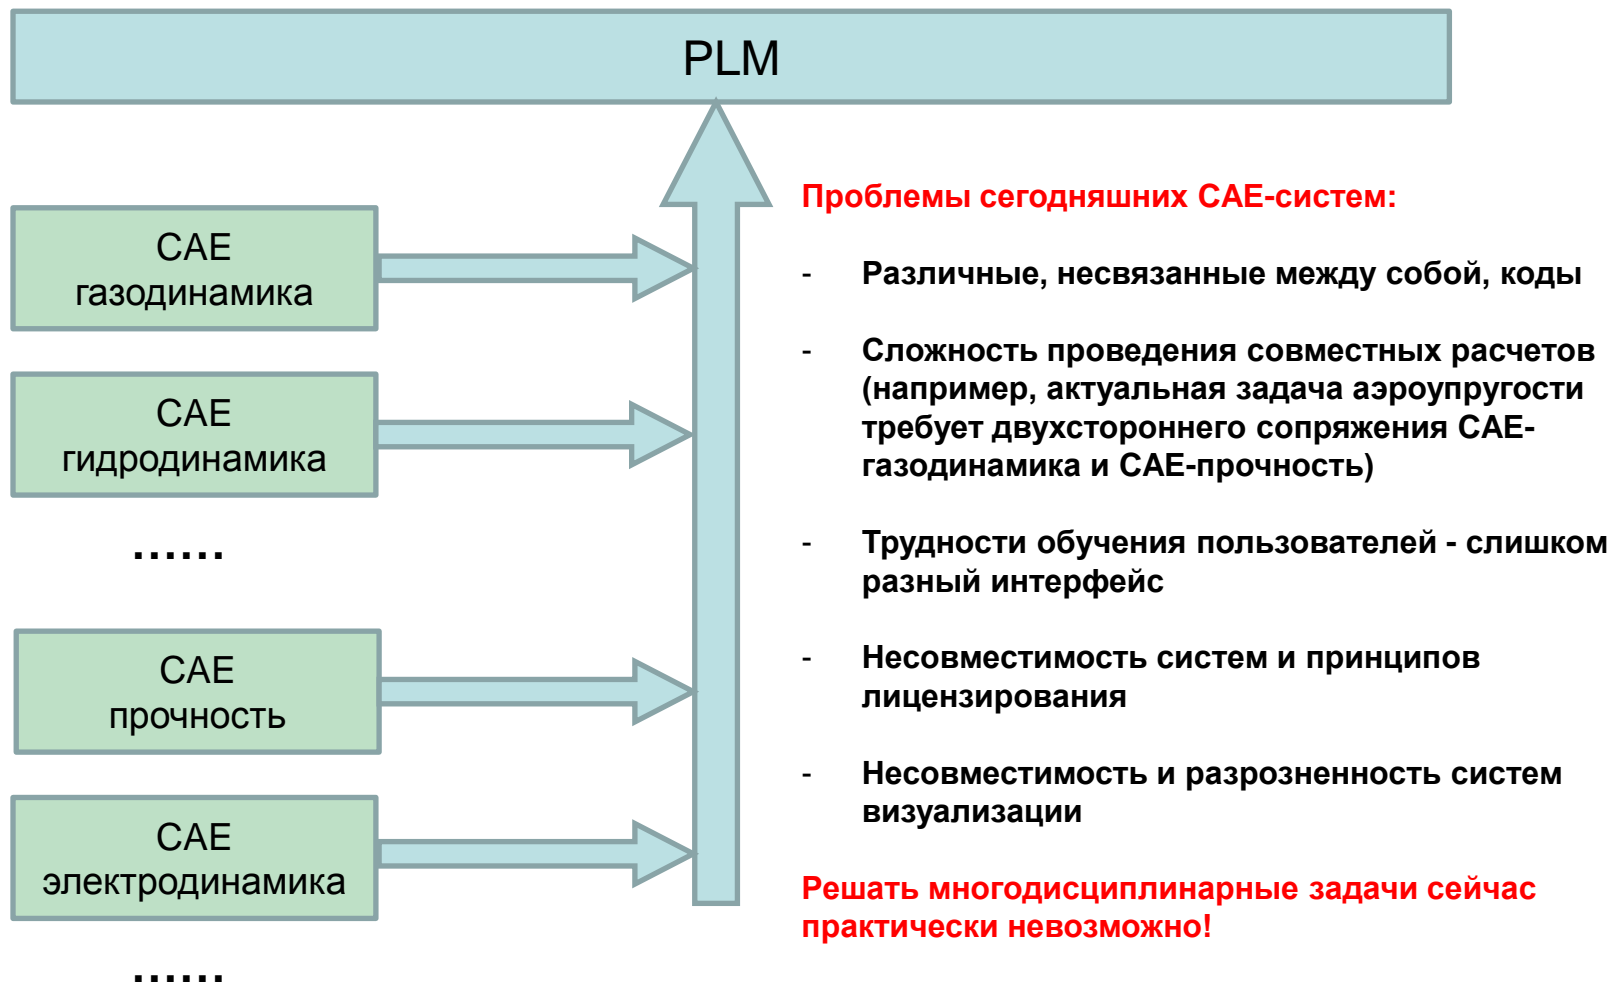 PLM
CAE
газодинамика
CAE
гидродинамика
......
CAE
прочность
CAE
электродинамика
......
Проблемы сегодняшних CAE-систем:
- Различные, несвязанные между собой, коды
- Сложность проведения совместных расчетов
(например, актуальная задача аэроупругости
требует двухстороннего сопряжения CAE-
газодинамика и CAE-прочность)
- Трудности обучения пользователей - слишком
разный интерфейс
- Несовместимость систем и принципов
лицензирования
- Несовместимость и разрозненность систем
визуализации
Решать многодисциплинарные задачи сейчас
практически невозможно!